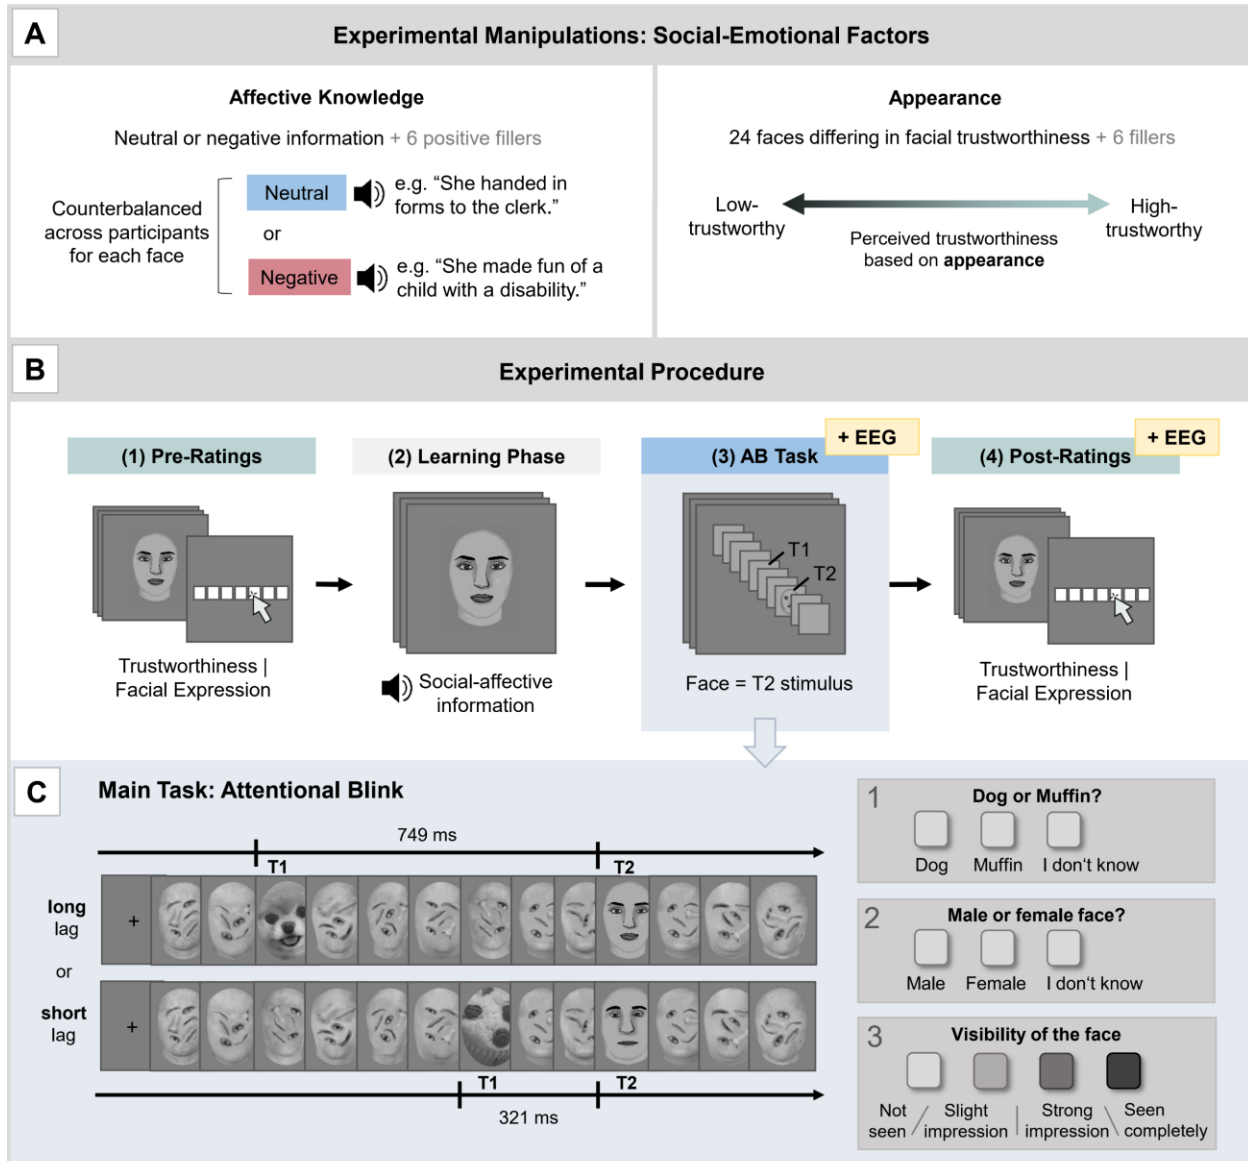 A
Experimental Manipulations: Social-Emotional Factors
Affective Knowledge
Neutral or negative information + 6 positive fillers
Counterbalanced
across participants
for each face
Neutral
e.g. “She handed in
forms to the clerk.”
or
Negative
e.g. “She made fun of a
child with a disability.”
Appearance
24 faces differing in facial trustworthiness + 6 fillers
Low-
trustworthy
High-
trustworthy
Perceived trustworthiness
based on appearance
B
Experimental Procedure
(1) Pre-Ratings
Trustworthiness |
Facial Expression
(2) Learning Phase
Social-affective
information
+ EEG
(3) AB Task
T1
T2
Face = T2 stimulus
+ EEG
(4) Post-Ratings
Trustworthiness |
Facial Expression
C
Main Task: Attentional Blink
749 ms
T1
T2
long
lag
+
or
short
lag
+
T1
T2
321 ms
1
Dog or Muffin?
Dog Muffin I don‘t know
2
Male or female face?
Male Female I don‘t know
3
Visibility of the face
Not
seen
/
Slight
impression
|
Strong
impression
\
Seen
completely